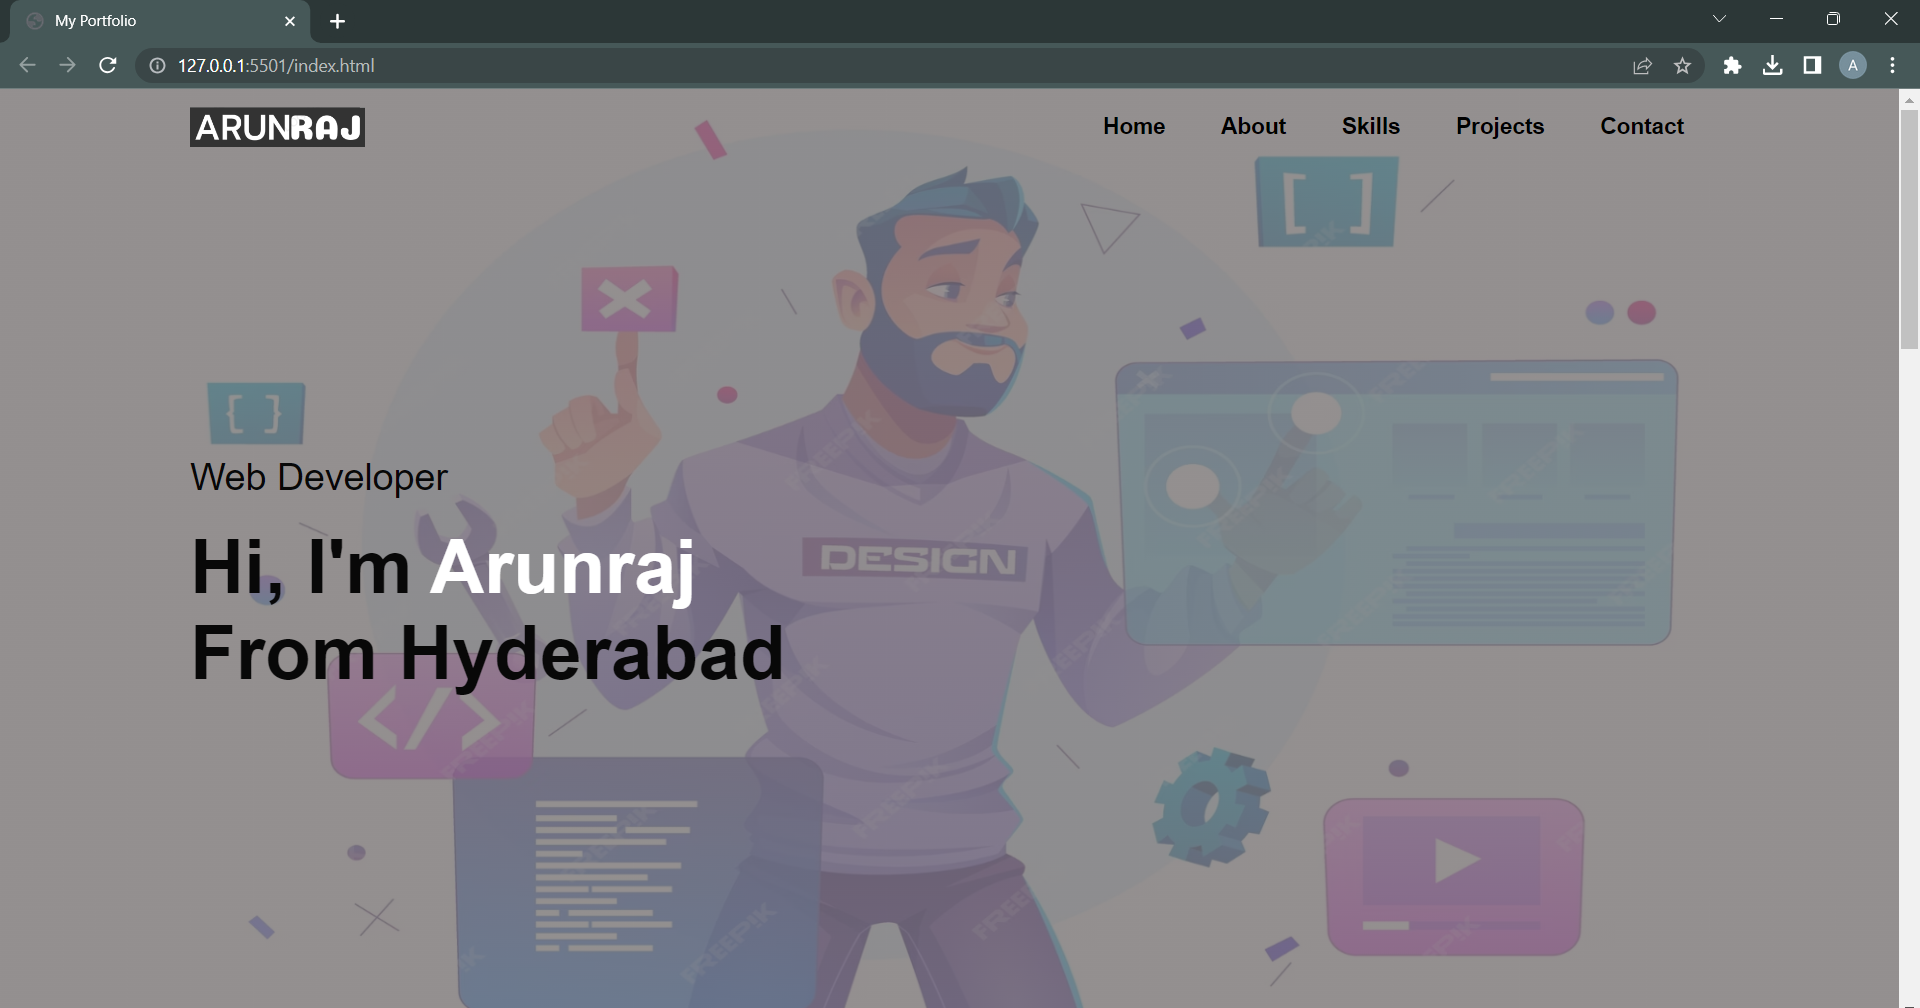 My Portfolio
127.0.0.1:5501/index.html
A
ARUNRAJ
Home About Skills Projects Contact
[ ]
{ }
Web Developer
DESIGN
Hi, I'm Arunraj
From Hyderabad
</>
FREEPIK